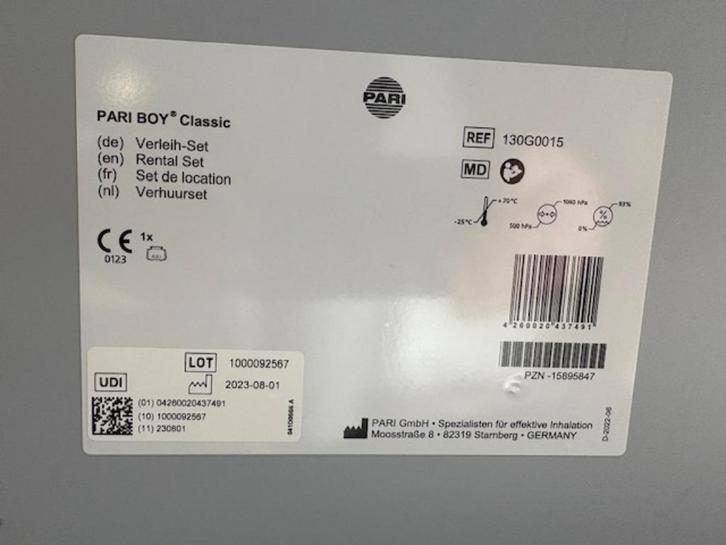 PARI
PARI BOY® Classic
(de) Verleih-Set
(en) Rental Set
(fr) Set de location
(nl) Verhuurset
CE
0123
1x
REF 130G0015
MD
-25°C +70°C
500 hPa 1060 hPa
0% 93%
%
4 260020 437491
PZN -15895847
UDI
LOT 1000092567
2023-08-01
(01) 04260020437491
(10) 1000092567
(11) 230801
PARI GmbH • Spezialisten für effektive Inhalation
Moosstraße 8 • 82319 Starnberg • GERMANY
D-2022-06